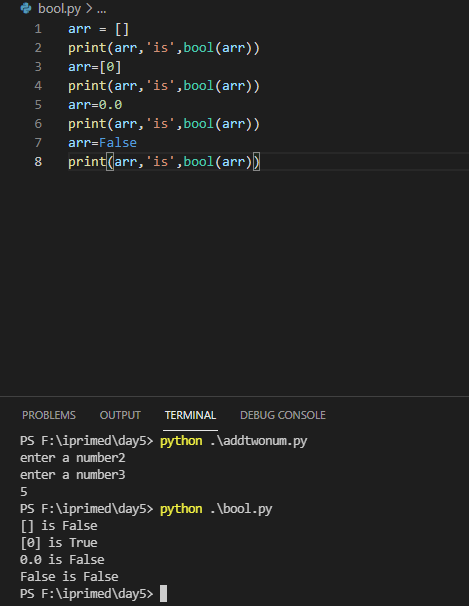 bool.py > ...
1 arr = []
2 print(arr,'is',bool(arr))
3 arr=[0]
4 print(arr,'is',bool(arr))
5 arr=0.0
6 print(arr,'is',bool(arr))
7 arr=False
8 print(arr,'is',bool(arr))
PROBLEMS OUTPUT TERMINAL DEBUG CONSOLE
PS F:\iprimed\day5> python .\addtwonum.py
enter a number2
enter a number3
5
PS F:\iprimed\day5> python .\bool.py
[] is False
[0] is True
0.0 is False
False is False
PS F:\iprimed\day5>